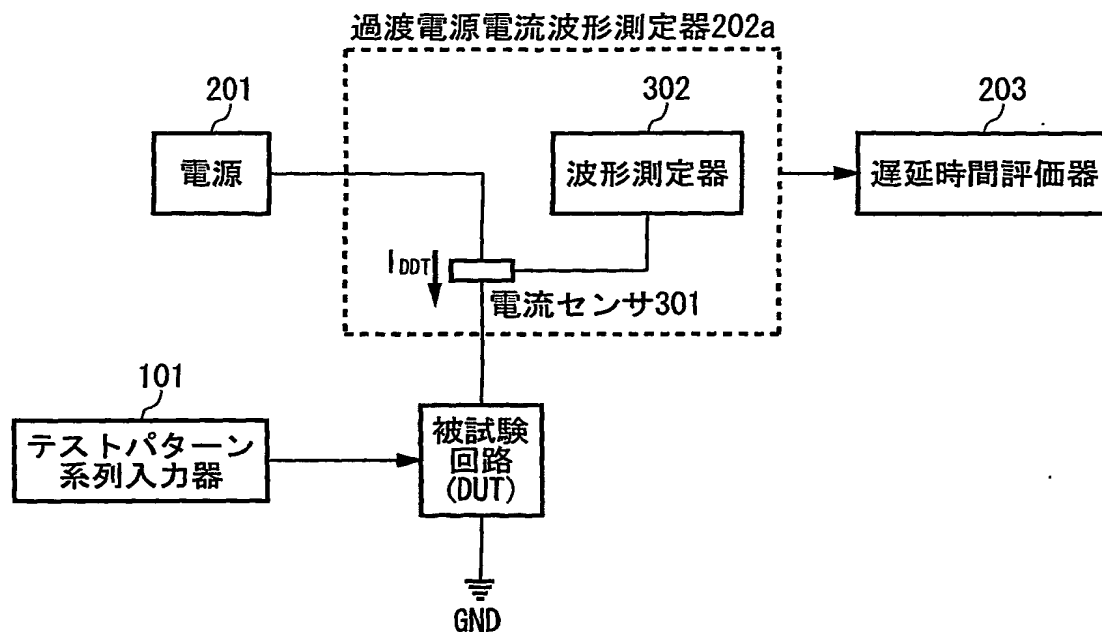 過渡電源電流波形測定器202a
201
302
203
電源
波形測定器
遅延時間評価器
IDDT
電流センサ301
101
テストパターン
系列入力器
被試験
回路
(DUT)
GND